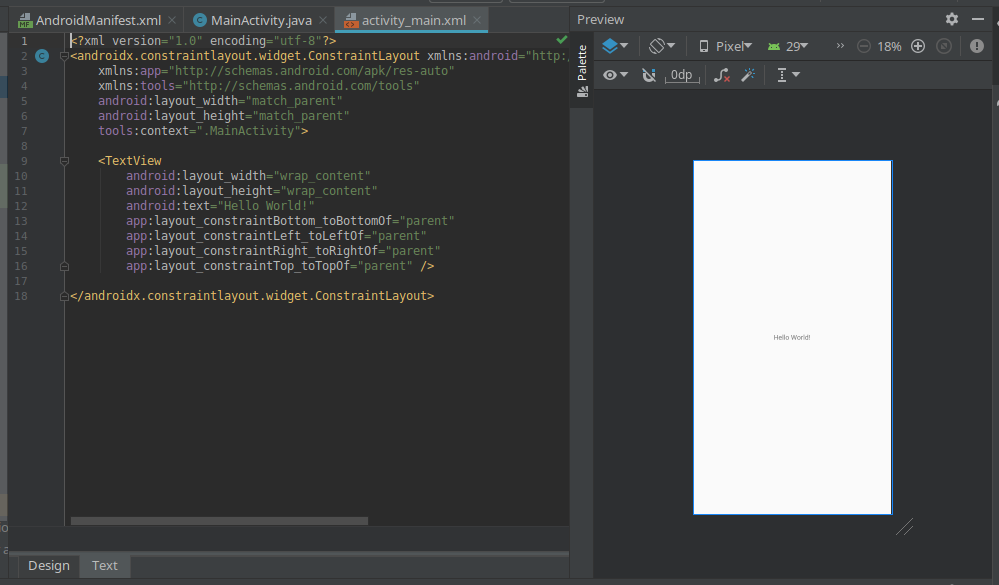 AndroidManifest.xml MainActivity.java activity_main.xml
1 <?xml version="1.0" encoding="utf-8"?>
2 <androidx.constraintlayout.widget.ConstraintLayout xmlns:android="http:
3 xmlns:app="http://schemas.android.com/apk/res-auto"
4 xmlns:tools="http://schemas.android.com/tools"
5 android:layout_width="match_parent"
6 android:layout_height="match_parent"
7 tools:context=".MainActivity">
8
9 <TextView
10 android:layout_width="wrap_content"
11 android:layout_height="wrap_content"
12 android:text="Hello World!"
13 app:layout_constraintBottom_toBottomOf="parent"
14 app:layout_constraintLeft_toLeftOf="parent"
15 app:layout_constraintRight_toRightOf="parent"
16 app:layout_constraintTop_toTopOf="parent" />
17
18 </androidx.constraintlayout.widget.ConstraintLayout>
Design Text
Palette
Preview
Pixel 29 » 18%
0dp
Hello World!